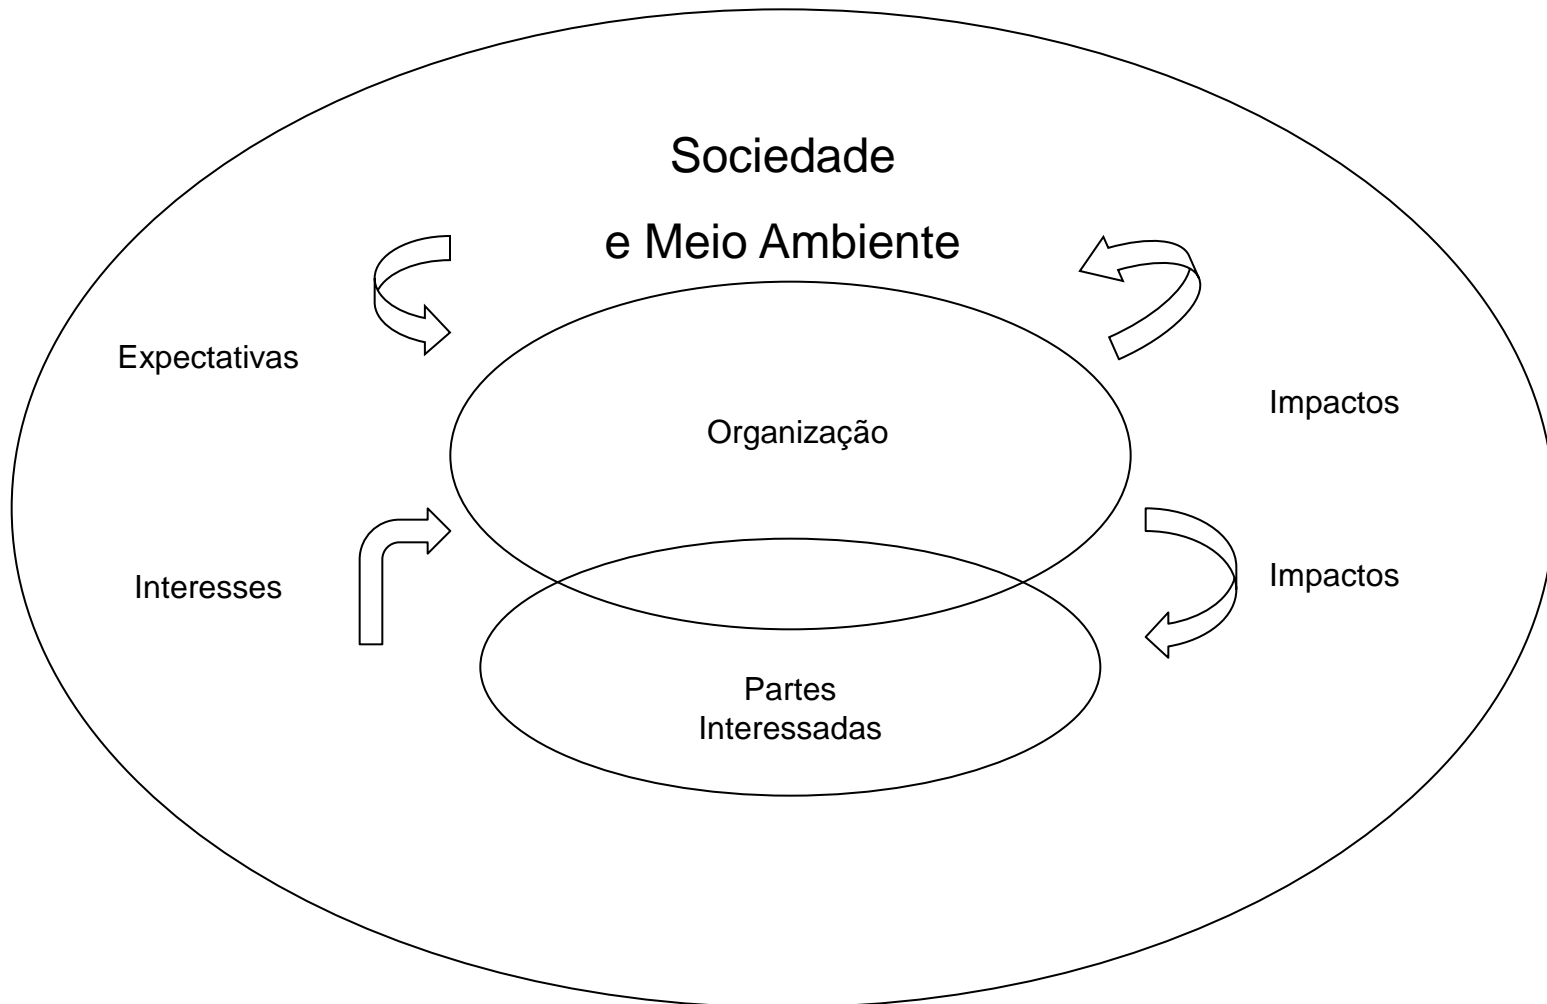 Sociedade
e Meio Ambiente
Expectativas
Impactos
Organização
Interesses
Impactos
Partes
Interessadas